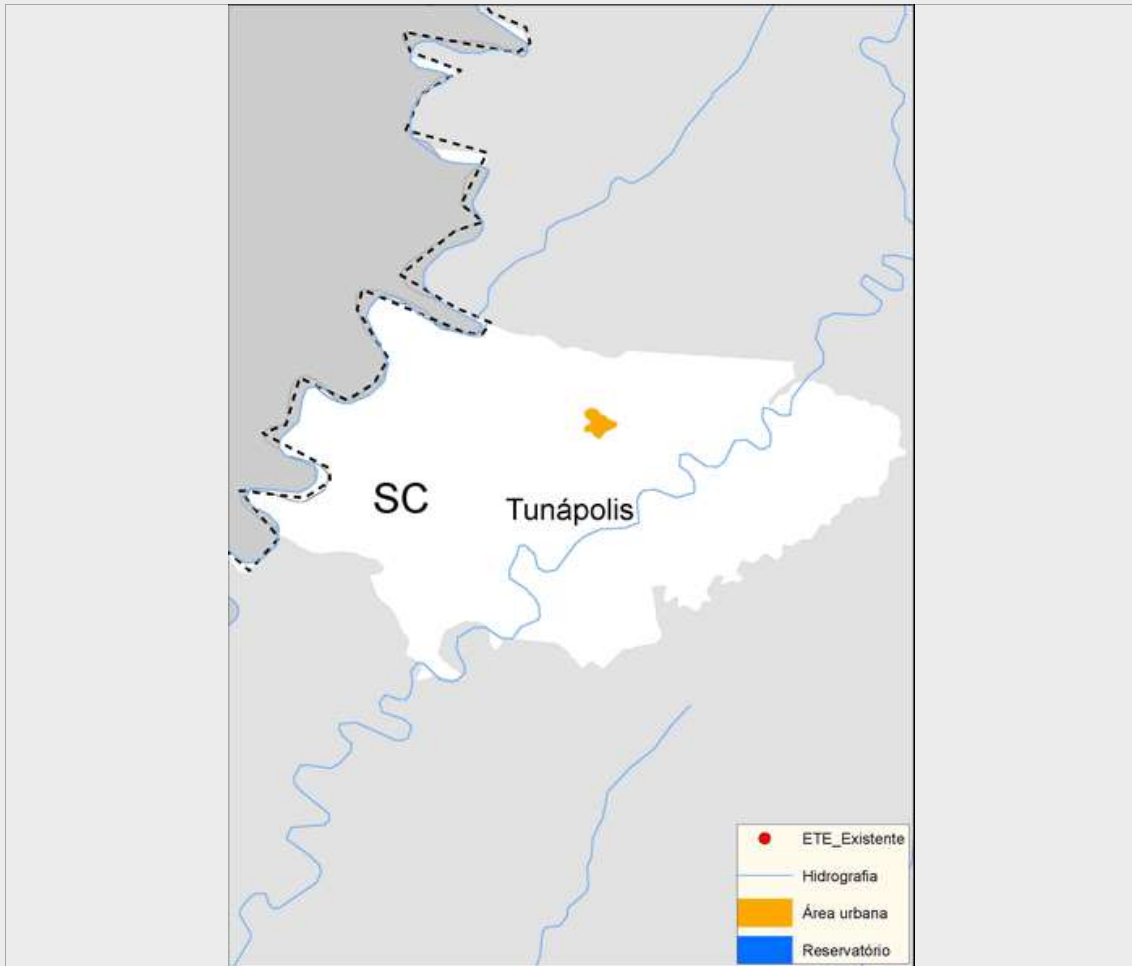 SC
Tunápolis
ETE_Existente
Hidrografia
Área urbana
Reservatório